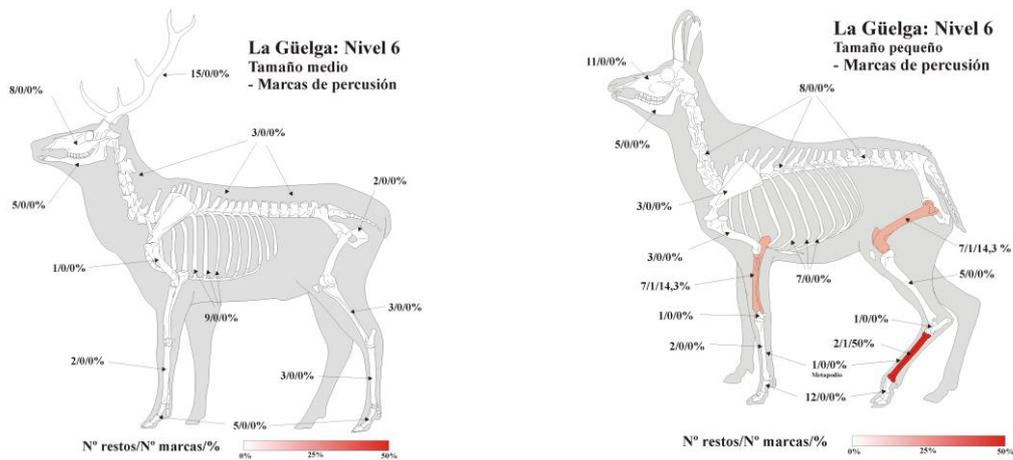 La Güelga: Nivel 6
Tamaño medio
- Marcas de percusión
15/0/0%
8/0/0%
3/0/0%
2/0/0%
5/0/0%
1/0/0%
3/0/0%
9/0/0%
2/0/0%
3/0/0%
5/0/0%
Nº restos/Nº marcas/%
0% 25% 50%
La Güelga: Nivel 6
Tamaño pequeño
- Marcas de percusión
11/0/0%
8/0/0%
5/0/0%
3/0/0%
7/1/14,3 %
3/0/0%
7/0/0%
5/0/0%
7/1/14,3%
1/0/0%
1/0/0%
2/0/0%
2/1/50%
1/0/0%
Metapodio
12/0/0%
Nº restos/Nº marcas/%
0% 25% 50%